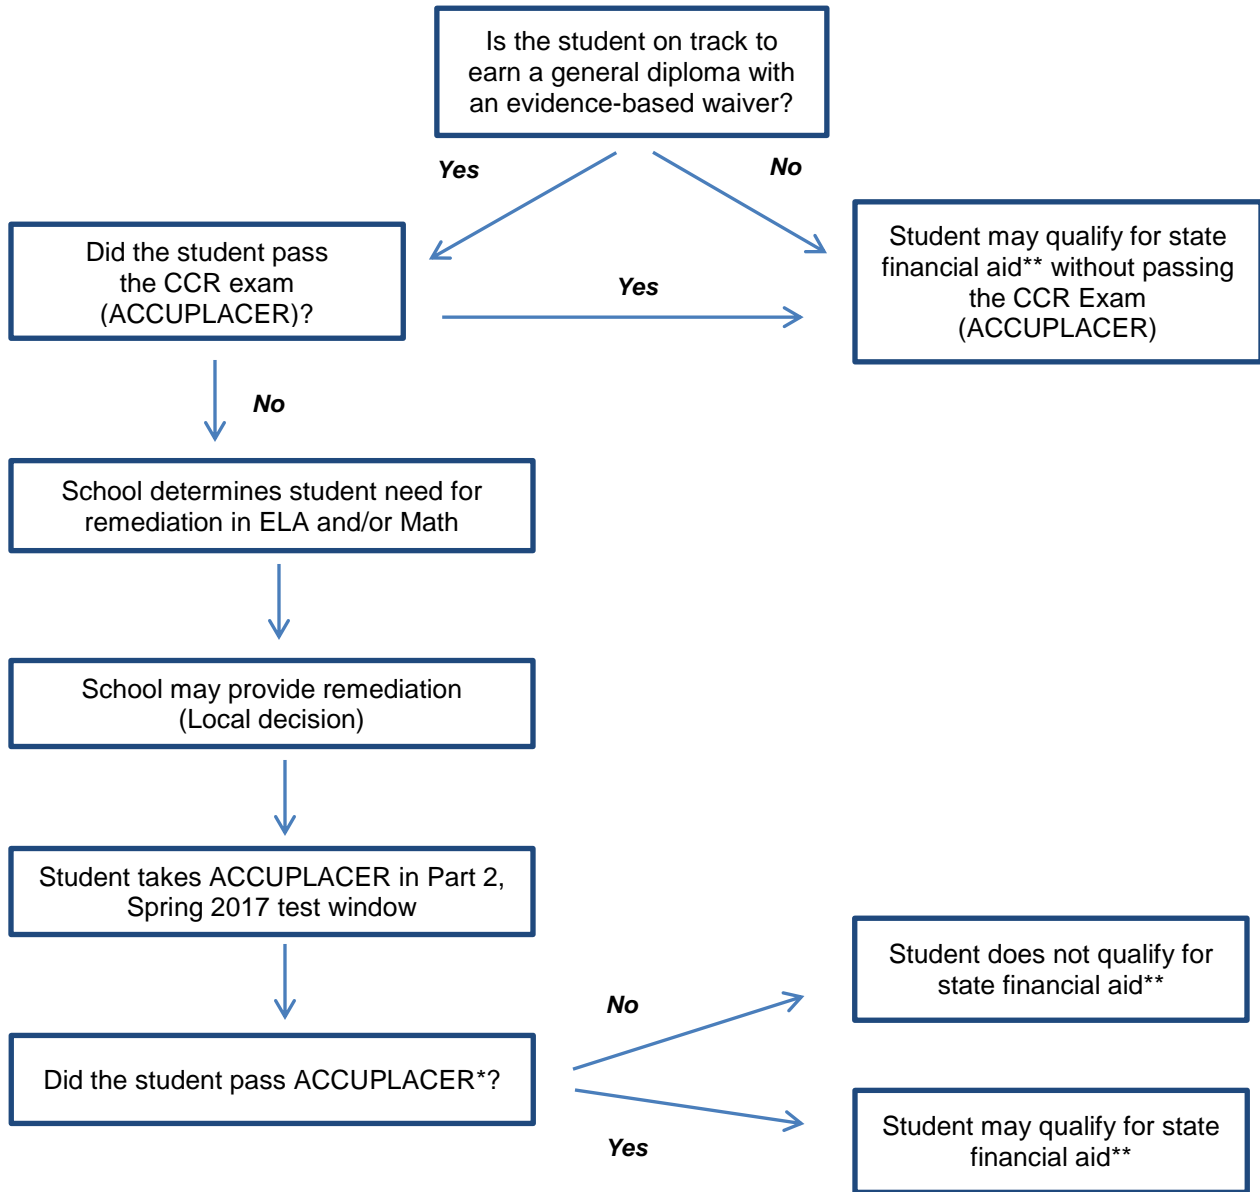 Is the student on track to
earn a general diploma with
an evidence-based waiver?
Yes
No
Did the student pass
the CCR exam
(ACCUPLACER)?
Yes
Student may qualify for state
financial aid** without passing
the CCR Exam
(ACCUPLACER)
No
School determines student need for
remediation in ELA and/or Math
School may provide remediation
(Local decision)
Student takes ACCUPLACER in Part 2,
Spring 2017 test window
Did the student pass ACCUPLACER*?
No
Student does not qualify for
state financial aid**
Yes
Student may qualify for state
financial aid**